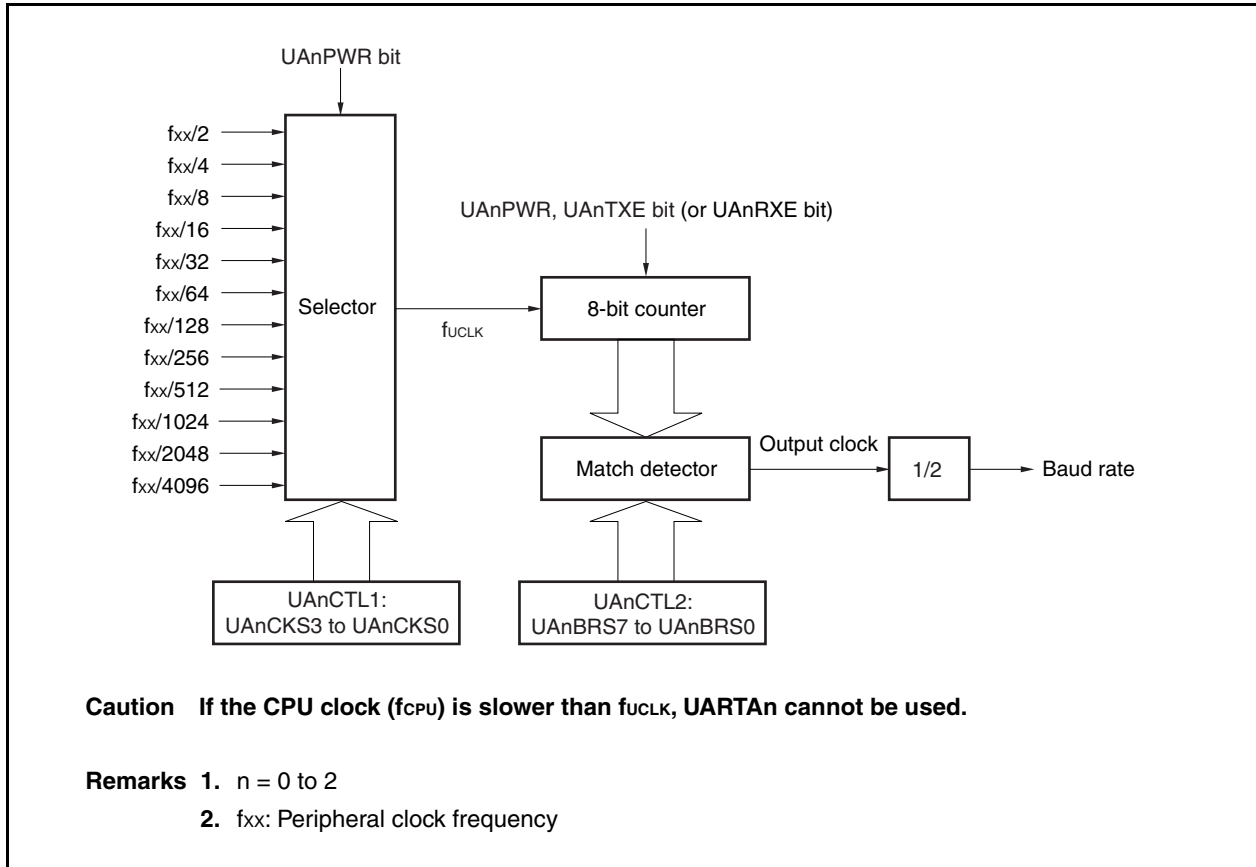 UAnPWR bit
fxx/2
fxx/4
fxx/8
fxx/16
fxx/32
fxx/64
fxx/128
fxx/256
fxx/512
fxx/1024
fxx/2048
fxx/4096
Selector
fUCLK
UAnPWR, UAnTXE bit (or UAnRXE bit)
8-bit counter
Match detector
Output clock
1/2
Baud rate
UAnCTL1:
UAnCKS3 to UAnCKS0
UAnCTL2:
UAnBRS7 to UAnBRS0
Caution If the CPU clock (fCPU) is slower than fUCLK, UARTAn cannot be used.
Remarks 1. n = 0 to 2
2. fxx: Peripheral clock frequency